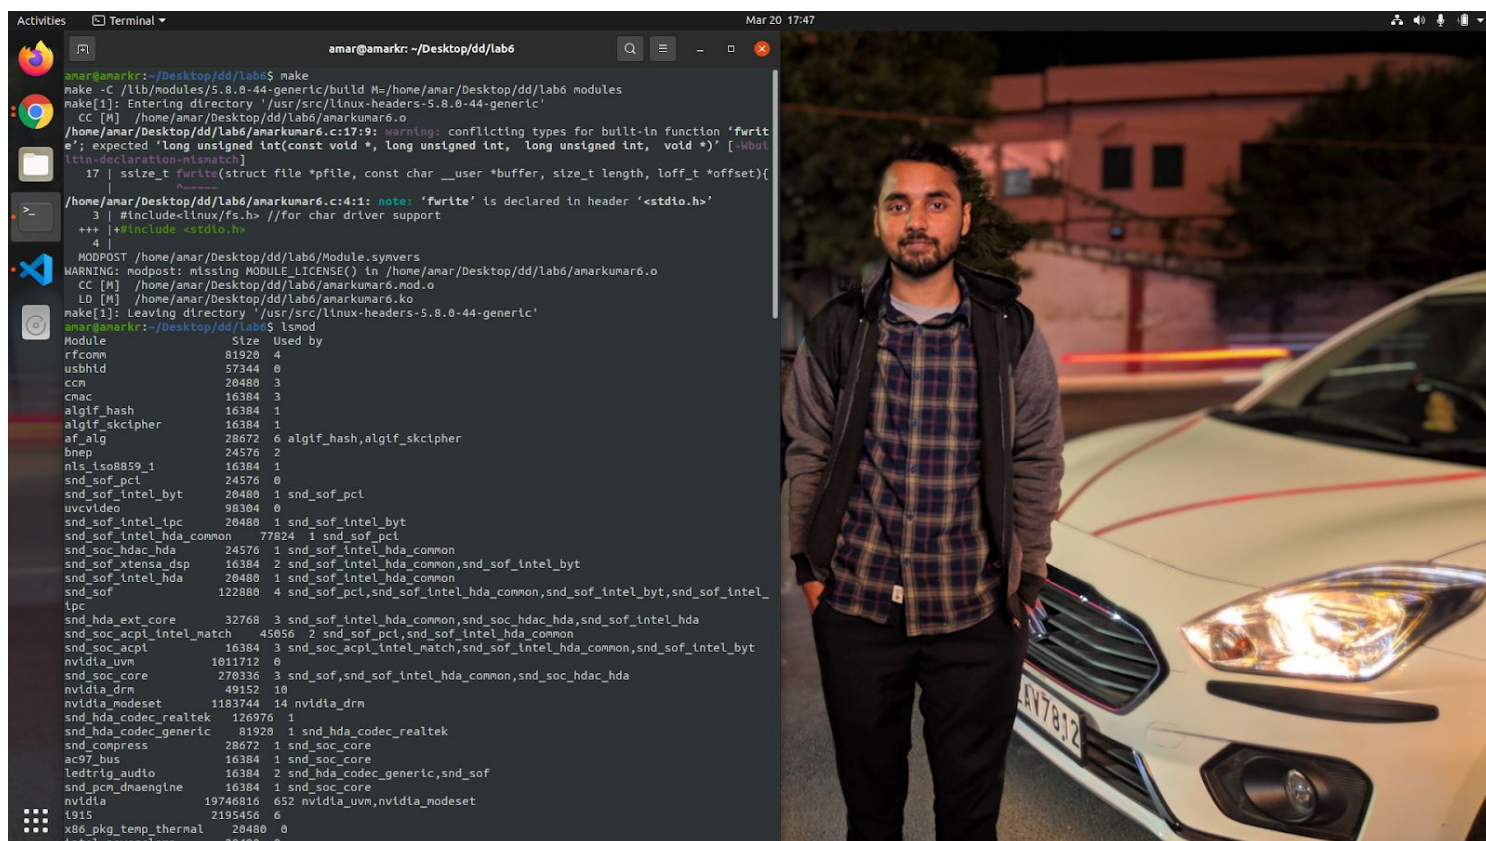 Activities
Terminal
Mar 20 17:47
amar@amarkr: ~/Desktop/dd/lab6
amar@amarkr:~/Desktop/dd/lab6$ make
make -C /lib/modules/5.8.0-44-generic/build M=/home/amar/Desktop/dd/lab6 modules
make[1]: Entering directory '/usr/src/linux-headers-5.8.0-44-generic'
  CC [M]  /home/amar/Desktop/dd/lab6/amarkumar6.o
/home/amar/Desktop/dd/lab6/amarkumar6.c:17:9: warning: conflicting types for built-in function ‘fwrit
e’; expected ‘long unsigned int(const void *, long unsigned int,  long unsigned int,  void *)’ [-Wbui
ltin-declaration-mismatch]
   17 | ssize_t fwrite(struct file *pfile, const char __user *buffer, size_t length, loff_t *offset){
      |         ^~~~~~
/home/amar/Desktop/dd/lab6/amarkumar6.c:4:1: note: ‘fwrite’ is declared in header ‘<stdio.h>’
    3 | #include<linux/fs.h> //for char driver support
  +++ |+#include <stdio.h>
    4 |
  MODPOST /home/amar/Desktop/dd/lab6/Module.symvers
WARNING: modpost: missing MODULE_LICENSE() in /home/amar/Desktop/dd/lab6/amarkumar6.o
  CC [M]  /home/amar/Desktop/dd/lab6/amarkumar6.mod.o
  LD [M]  /home/amar/Desktop/dd/lab6/amarkumar6.ko
make[1]: Leaving directory '/usr/src/linux-headers-5.8.0-44-generic'
amar@amarkr:~/Desktop/dd/lab6$ lsmod
Module                  Size  Used by
rfcomm                 81920  4
usbhid                 57344  0
ccm                    20480  3
cmac                   16384  3
algif_hash             16384  1
algif_skcipher         16384  1
af_alg                 28672  6 algif_hash,algif_skcipher
bnep                   24576  2
nls_iso8859_1          16384  1
snd_sof_pci            24576  0
snd_sof_intel_byt      20480  1 snd_sof_pci
uvcvideo               98304  0
snd_sof_intel_ipc      20480  1 snd_sof_intel_byt
snd_sof_intel_hda_common    77824  1 snd_sof_pci
snd_soc_hdac_hda       24576  1 snd_sof_intel_hda_common
snd_sof_xtensa_dsp     16384  2 snd_sof_intel_hda_common,snd_sof_intel_byt
snd_sof_intel_hda      20480  1 snd_sof_intel_hda_common
snd_sof               122880  4 snd_sof_pci,snd_sof_intel_hda_common,snd_sof_intel_byt,snd_sof_intel_
ipc
snd_hda_ext_core       32768  3 snd_sof_intel_hda_common,snd_soc_hdac_hda,snd_sof_intel_hda
snd_soc_acpi_intel_match    45056  2 snd_sof_pci,snd_sof_intel_hda_common
snd_soc_acpi           16384  3 snd_soc_acpi_intel_match,snd_sof_intel_hda_common,snd_sof_intel_byt
nvidia_uvm           1011712  0
snd_soc_core          270336  3 snd_sof,snd_sof_intel_hda_common,snd_soc_hdac_hda
nvidia_drm             49152  10
nvidia_modeset       1183744  14 nvidia_drm
snd_hda_codec_realtek   126976  1
snd_hda_codec_generic    81920  1 snd_hda_codec_realtek
snd_compress           28672  1 snd_soc_core
ac97_bus               16384  1 snd_soc_core
ledtrig_audio          16384  2 snd_hda_codec_generic,snd_sof
snd_pcm_dmaengine      16384  1 snd_soc_core
nvidia              19746816  652 nvidia_uvm,nvidia_modeset
i915                 2195456  6
x86_pkg_temp_thermal    20480  0
AV7812